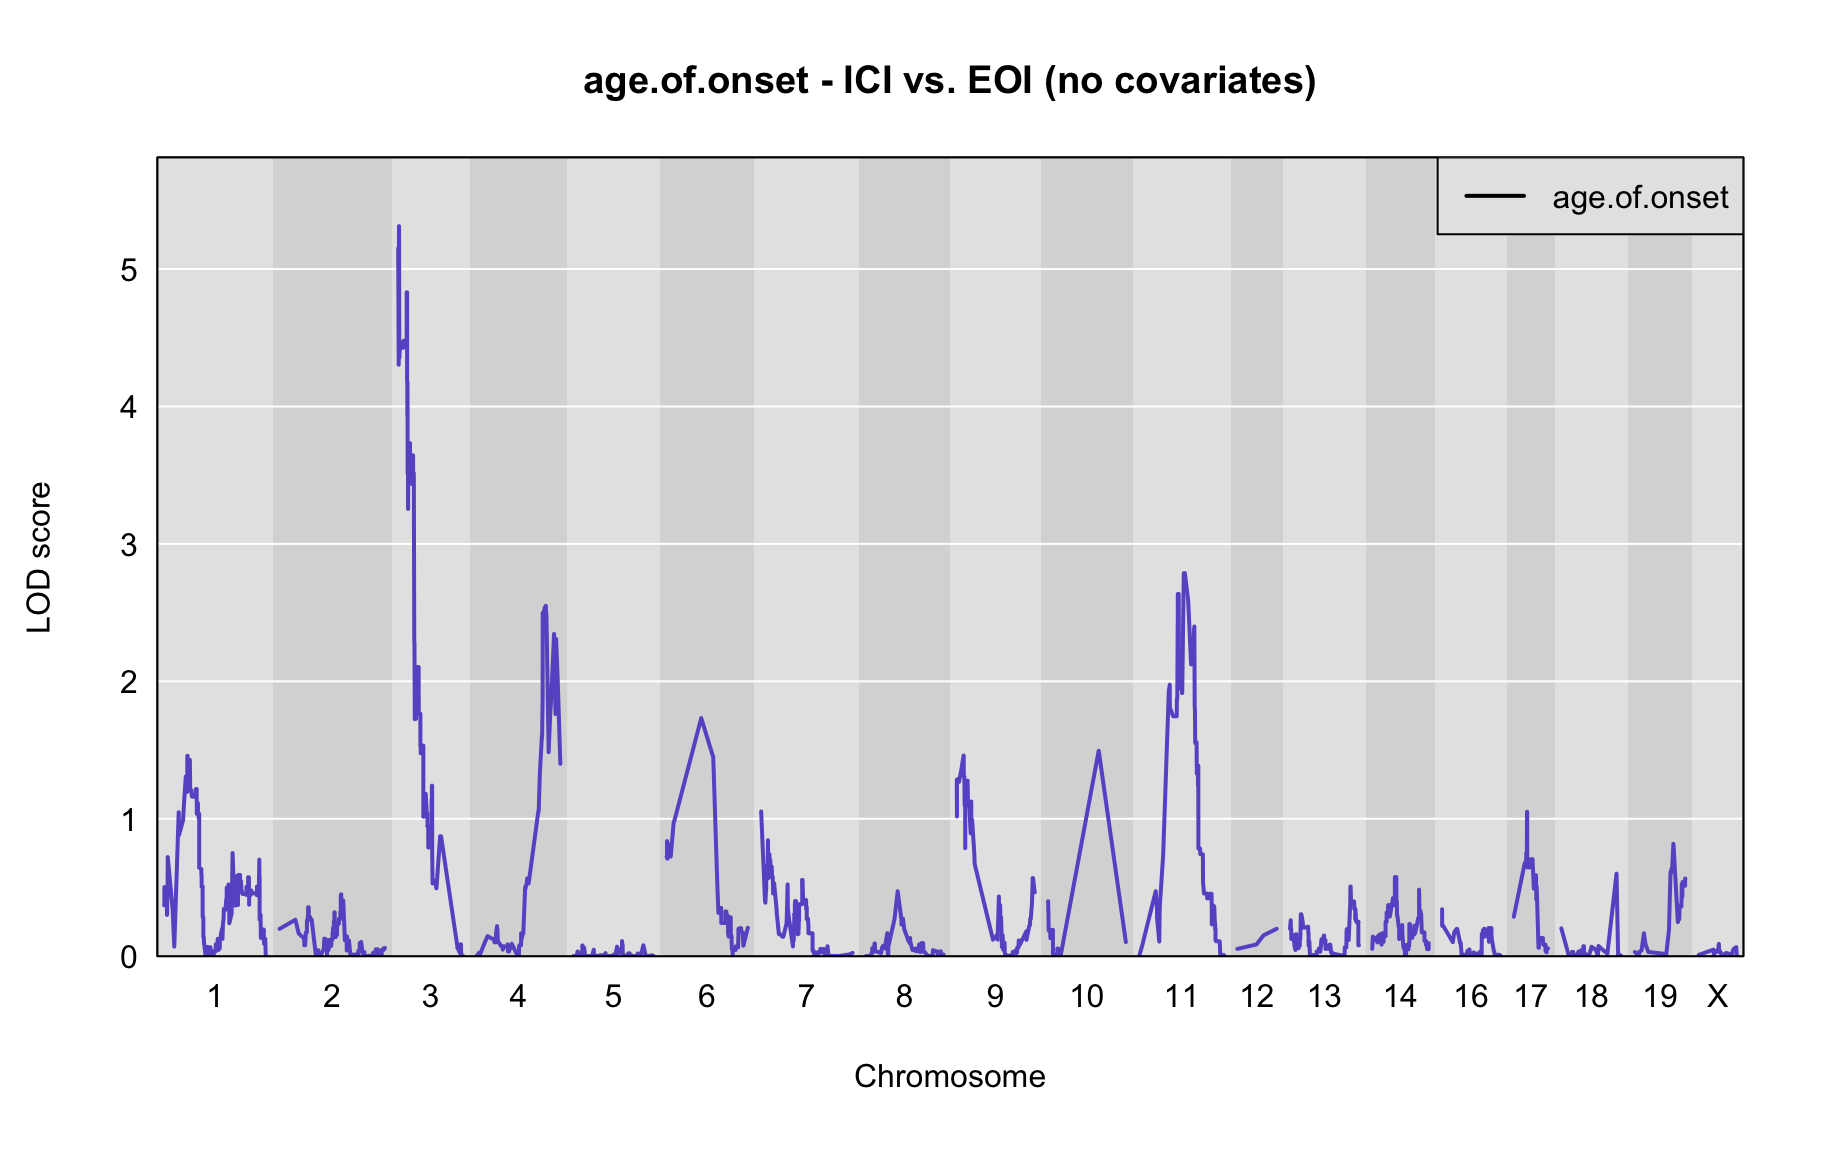 age.of.onset - ICI vs. EOI (no covariates)
age.of.onset
5
4
3
2
1
0
LOD score
1 2 3 4 5 6 7 8 9 10 11 12 13 14 16 17 18 19 X
Chromosome